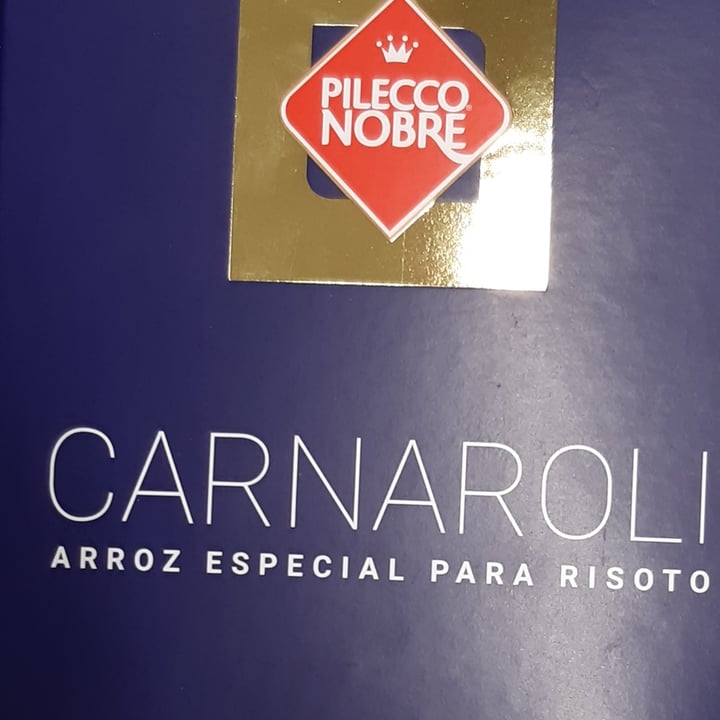 PILECCO
NOBRE
CARNAROLI
ARROZ ESPECIAL PARA RISOTO